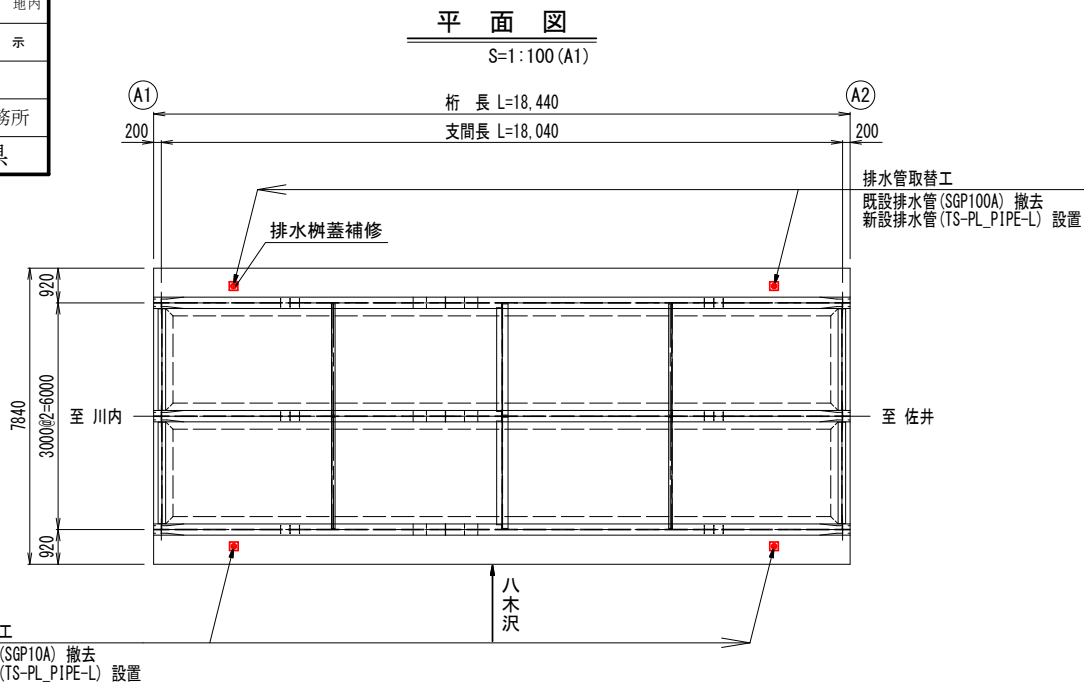 地内
示
務所
県
平 面 図
S=1:100(A1)
A1
A2
桁 長 L=18,440
200
支間長 L=18,040
200
排水管取替工
既設排水管(SGP100A) 撤去
新設排水管(TS-PL_PIPE-L) 設置
排水桝蓋補修
920
7840
3000@2=6000
920
至 川内
至 佐井
八木沢
工
(SGP10A) 撤去
(TS-PL_PIPE-L) 設置